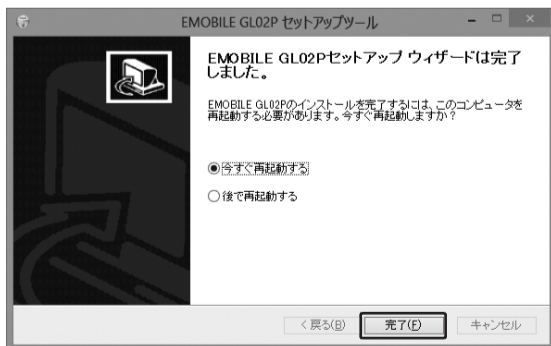 EMOBILE GL02P セットアップツール
EMOBILE GL02Pセットアップ ウィザードは完了
しました。
EMOBILE GL02Pのインストールを完了するには、このコンピュータを
再起動する必要があります。今すぐ再起動しますか？
今すぐ再起動する
後で再起動する
< 戻る(B) 完了(F) キャンセル